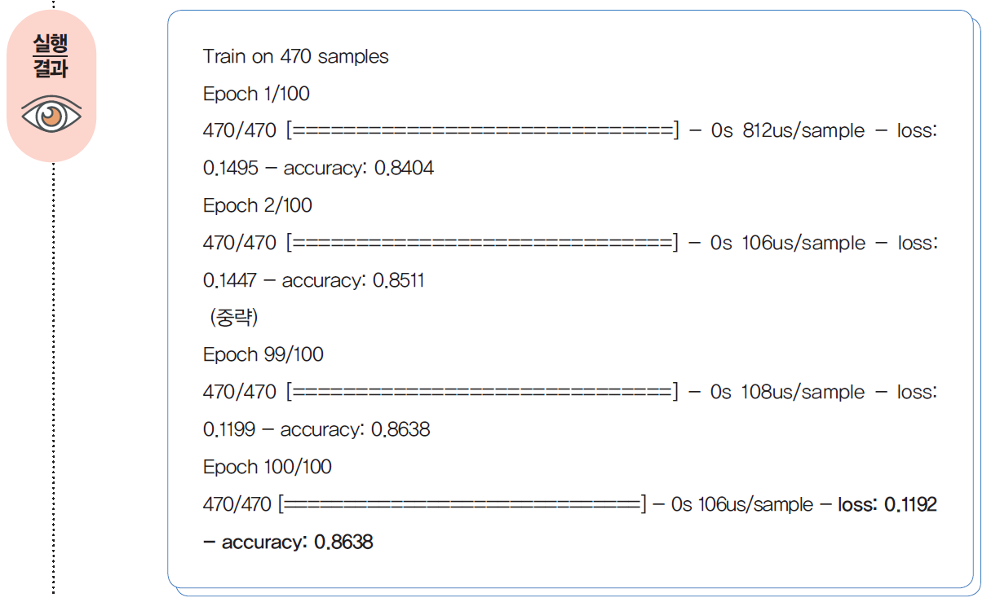 실행
결과
Train on 470 samples
Epoch 1/100
470/470 [==============================] – 0s 812us/sample – loss:
0.1495 – accuracy: 0.8404
Epoch 2/100
470/470 [==============================] – 0s 106us/sample – loss:
0.1447 – accuracy: 0.8511
(중략)
Epoch 99/100
470/470 [==============================] – 0s 108us/sample – loss:
0.1199 – accuracy: 0.8638
Epoch 100/100
470/470 [==============================] – 0s 106us/sample – loss: 0.1192
– accuracy: 0.8638